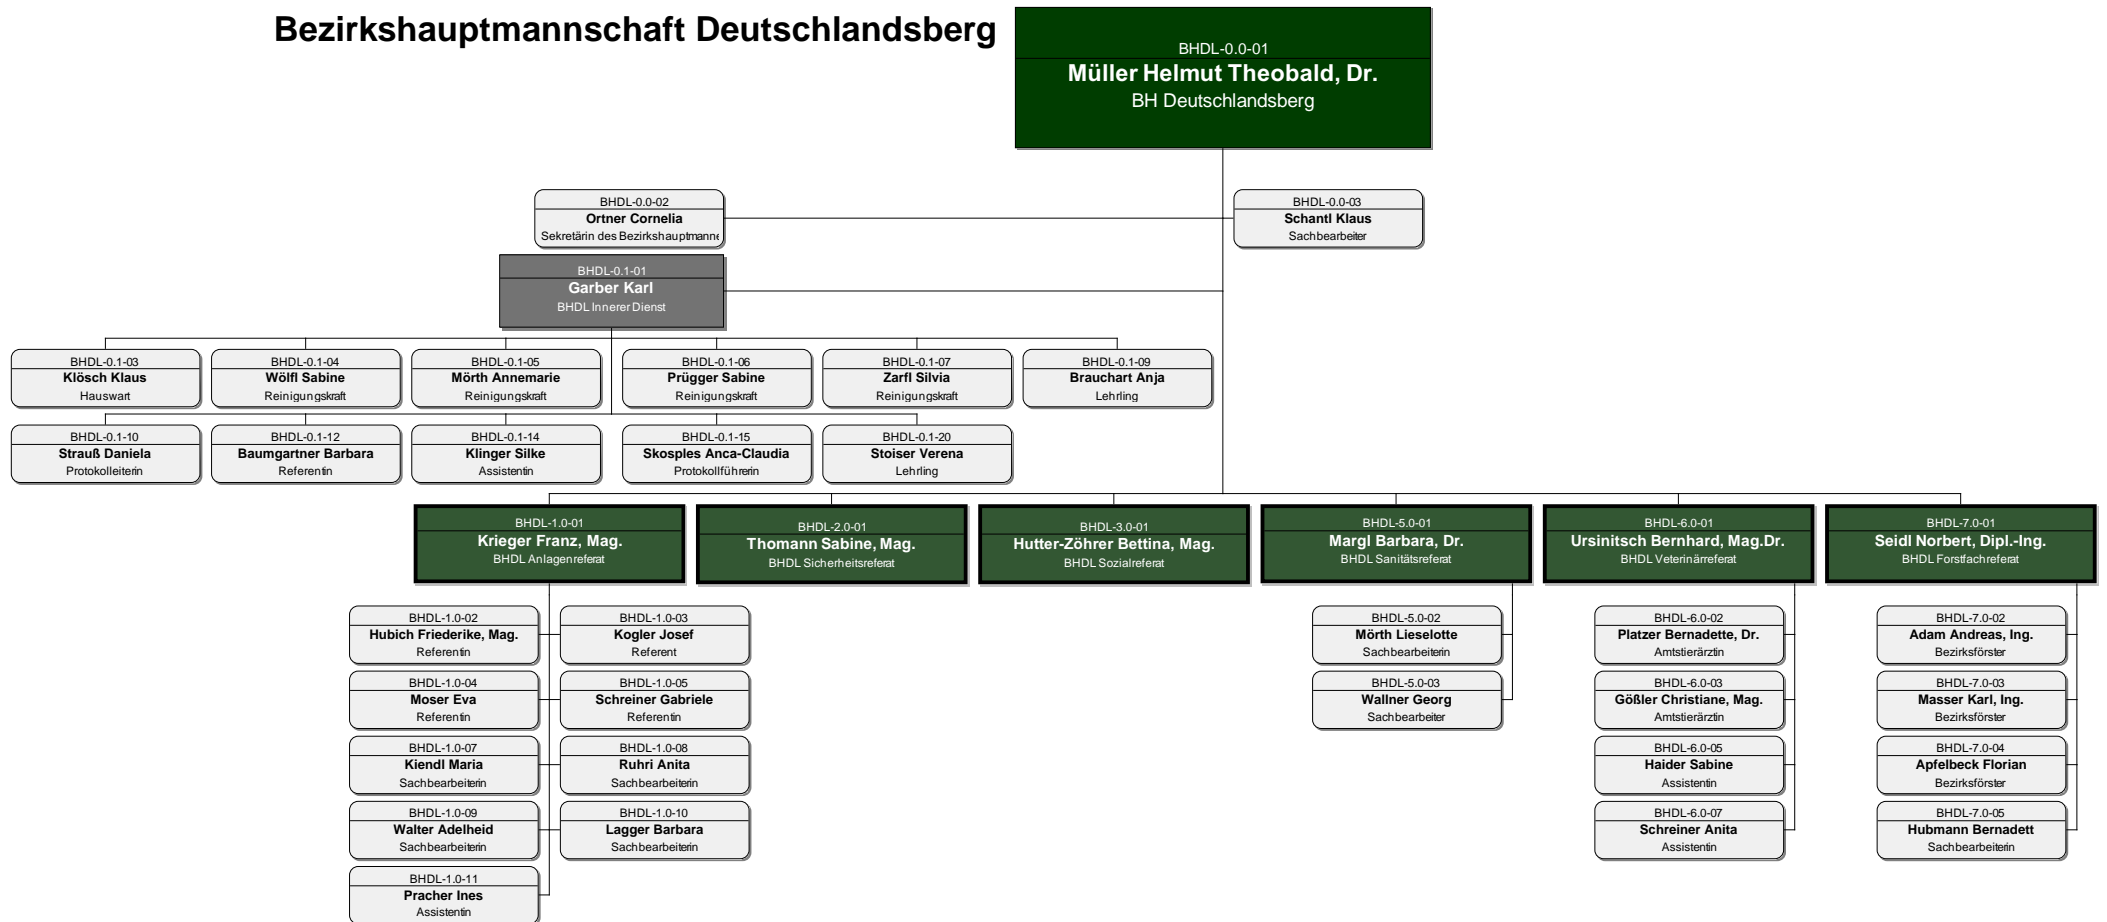 Bezirkshauptmannschaft Deutschlandsberg
BHDL-0.0-01
Müller Helmut Theobald, Dr.
BH Deutschlandsberg
BHDL-0.0-02
Ortner Cornelia
Sekretärin des Bezirkshauptmanne
BHDL-0.0-03
Schantl Klaus
Sachbearbeiter
BHDL-0.1-01
Garber Karl
BHDL Innerer Dienst
BHDL-0.1-03
Klösch Klaus
Hauswart
BHDL-0.1-04
Wölfl Sabine
Reinigungskraft
BHDL-0.1-05
Mörth Annemarie
Reinigungskraft
BHDL-0.1-06
Prügger Sabine
Reinigungskraft
BHDL-0.1-07
Zarfl Silvia
Reinigungskraft
BHDL-0.1-09
Brauchart Anja
Lehrling
BHDL-0.1-10
Strauß Daniela
Protokolleiterin
BHDL-0.1-12
Baumgartner Barbara
Referentin
BHDL-0.1-14
Klinger Silke
Assistentin
BHDL-0.1-15
Skosples Anca-Claudia
Protokollführerin
BHDL-0.1-20
Stoiser Verena
Lehrling
BHDL-1.0-01
Krieger Franz, Mag.
BHDL Anlagenreferat
BHDL-2.0-01
Thomann Sabine, Mag.
BHDL Sicherheitsreferat
BHDL-3.0-01
Hutter-Zöhrer Bettina, Mag.
BHDL Sozialreferat
BHDL-5.0-01
Margl Barbara, Dr.
BHDL Sanitätsreferat
BHDL-6.0-01
Ursinitsch Bernhard, Mag.Dr.
BHDL Veterinärreferat
BHDL-7.0-01
Seidl Norbert, Dipl.-Ing.
BHDL Forstfachreferat
BHDL-1.0-02
Hubich Friederike, Mag.
Referentin
BHDL-1.0-03
Kogler Josef
Referent
BHDL-1.0-04
Moser Eva
Referentin
BHDL-1.0-05
Schreiner Gabriele
Referentin
BHDL-1.0-07
Kiendl Maria
Sachbearbeiterin
BHDL-1.0-08
Ruhri Anita
Sachbearbeiterin
BHDL-1.0-09
Walter Adelheid
Sachbearbeiterin
BHDL-1.0-10
Lagger Barbara
Sachbearbeiterin
BHDL-1.0-11
Pracher Ines
Assistentin
BHDL-5.0-02
Mörth Lieselotte
Sachbearbeiterin
BHDL-5.0-03
Wallner Georg
Sachbearbeiter
BHDL-6.0-02
Platzer Bernadette, Dr.
Amtstierärztin
BHDL-6.0-03
Gößler Christiane, Mag.
Amtstierärztin
BHDL-6.0-05
Haider Sabine
Assistentin
BHDL-6.0-07
Schreiner Anita
Assistentin
BHDL-7.0-02
Adam Andreas, Ing.
Bezirksförster
BHDL-7.0-03
Masser Karl, Ing.
Bezirksförster
BHDL-7.0-04
Apfelbeck Florian
Bezirksförster
BHDL-7.0-05
Hubmann Bernadett
Sachbearbeiterin